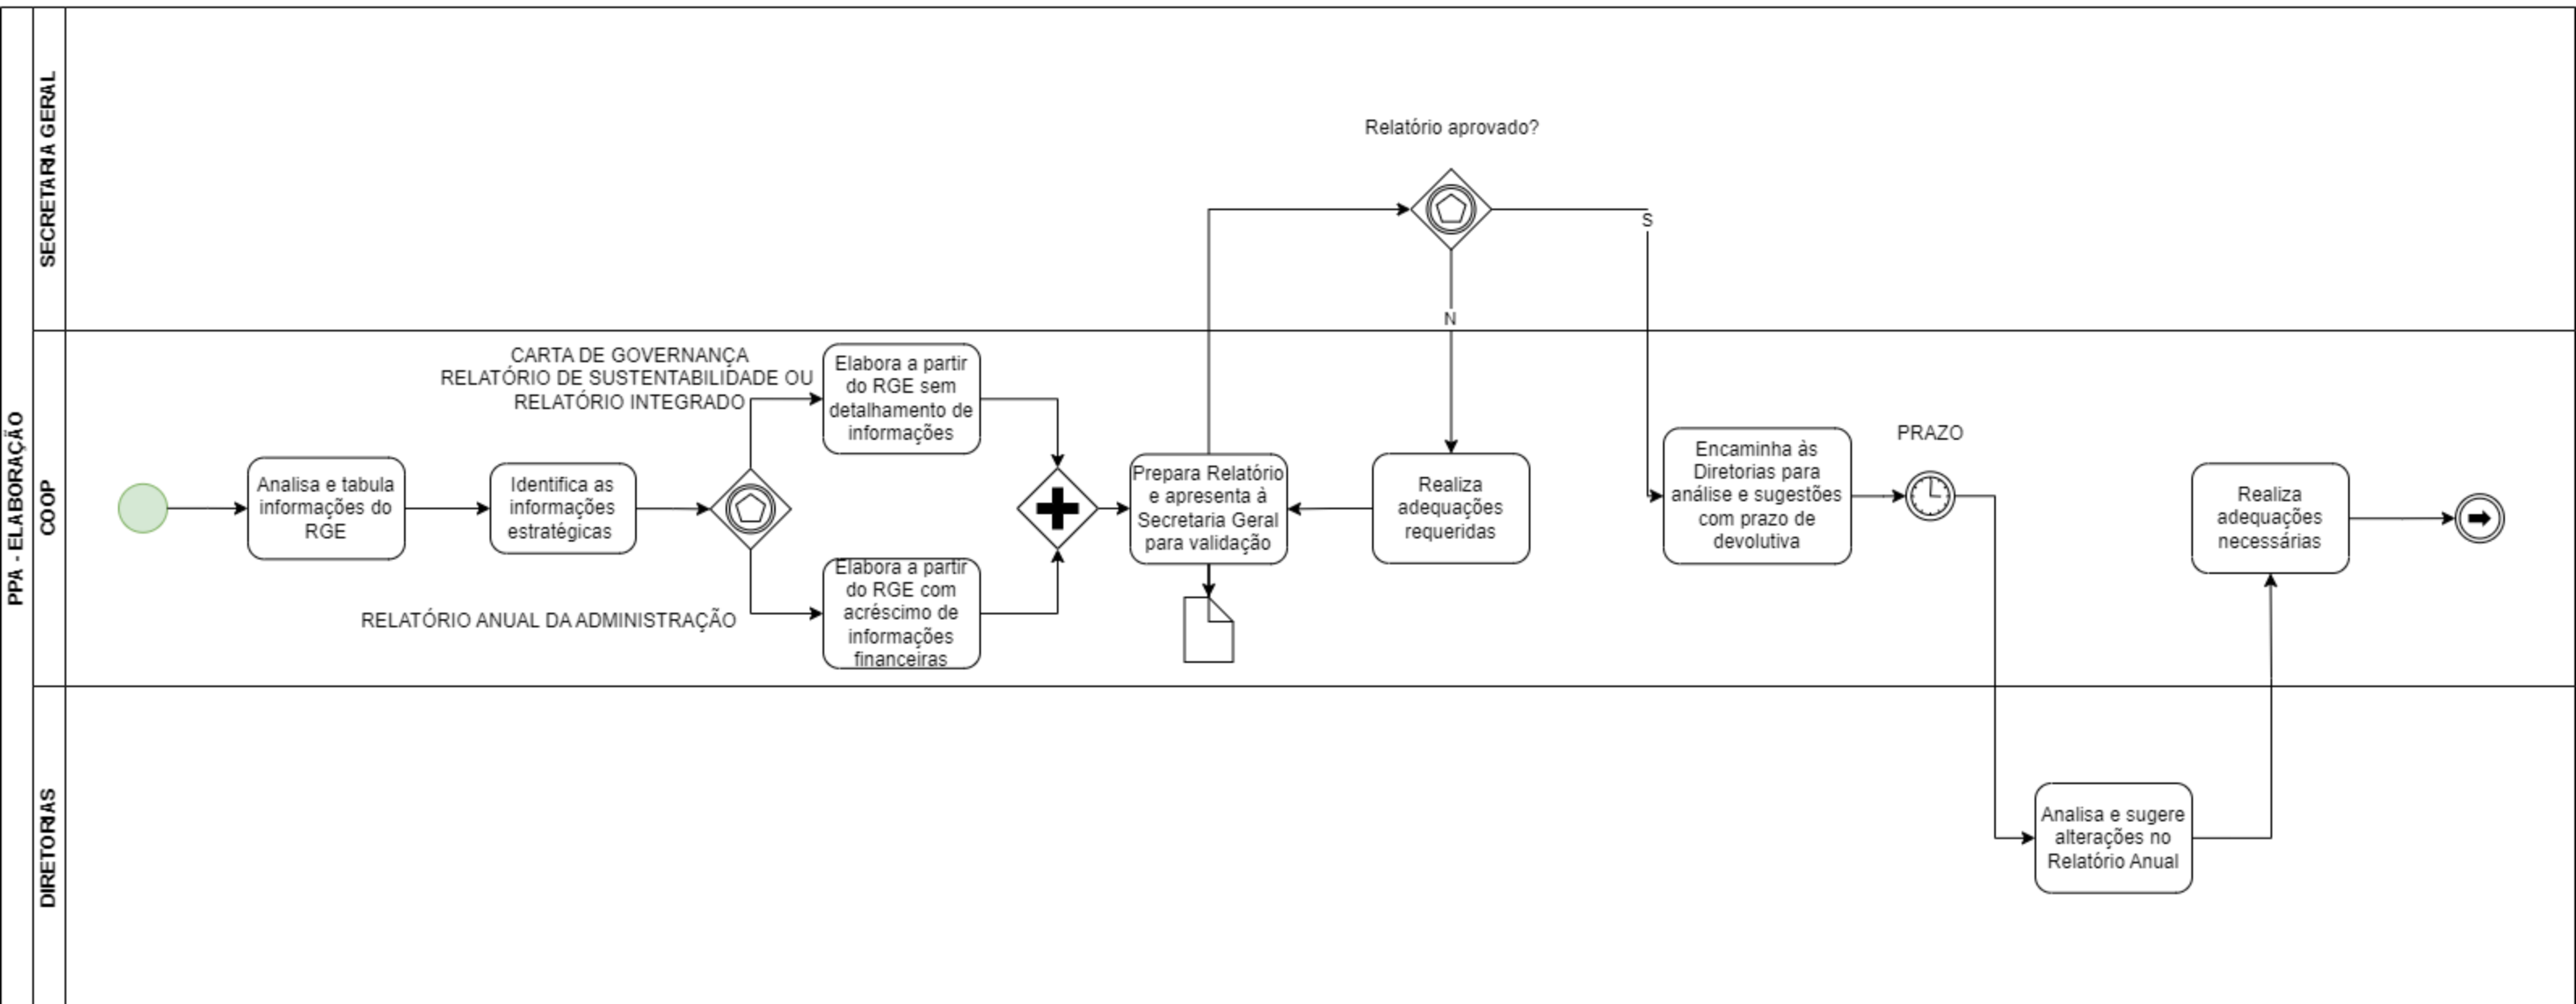 PPA - ELABORAÇÃO
SECRETARIA GERAL
Relatório aprovado?
S
N
COOP
Analisa e tabula
informações do
RGE
Identifica as
informações
estratégicas
CARTA DE GOVERNANÇA
RELATÓRIO DE SUSTENTABILIDADE OU
RELATÓRIO INTEGRADO
Elabora a partir
do RGE sem
detalhamento de
informações
RELATÓRIO ANUAL DA ADMINISTRAÇÃO
Elabora a partir
do RGE com
acréscimo de
informações
financeiras
Prepara Relatório
e apresenta à
Secretaria Geral
para validação
Realiza
adequações
requeridas
Encaminha às
Diretorias para
análise e sugestões
com prazo de
devolutiva
PRAZO
Realiza
adequações
necessárias
DIRETORIAS
Analisa e sugere
alterações no
Relatório Anual